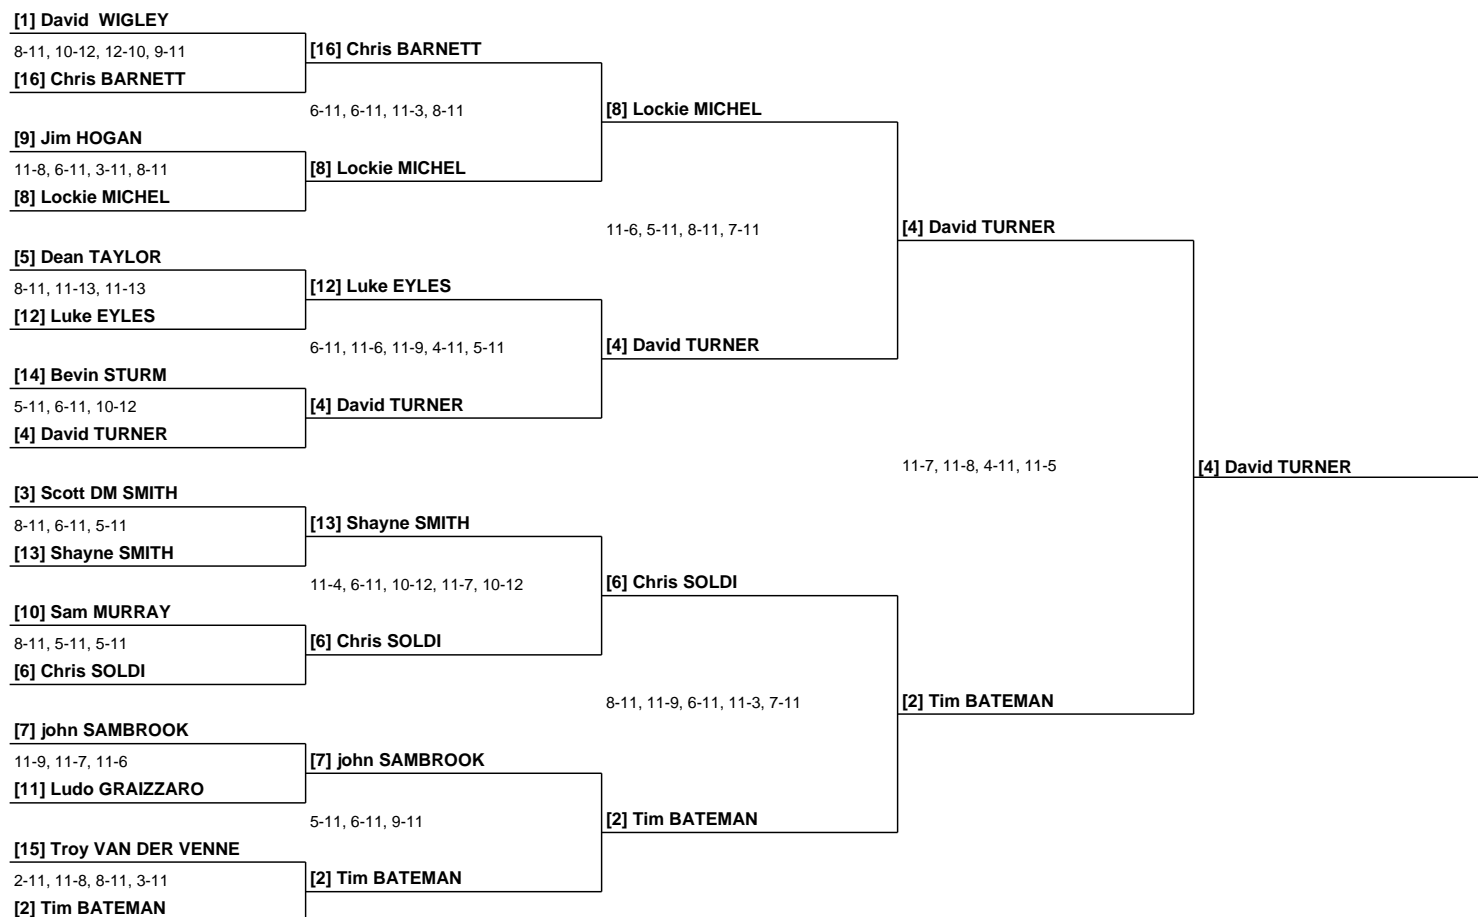 [1] David  WIGLEY
8-11, 10-12, 12-10, 9-11
[16] Chris BARNETT
[9] Jim HOGAN
11-8, 6-11, 3-11, 8-11
[8] Lockie MICHEL
[5] Dean TAYLOR
8-11, 11-13, 11-13
[12] Luke EYLES
[14] Bevin STURM
5-11, 6-11, 10-12
[4] David TURNER
[3] Scott DM SMITH
8-11, 6-11, 5-11
[13] Shayne SMITH
[10] Sam MURRAY
8-11, 5-11, 5-11
[6] Chris SOLDI
[7] john SAMBROOK
11-9, 11-7, 11-6
[11] Ludo GRAIZZARO
[15] Troy VAN DER VENNE
2-11, 11-8, 8-11, 3-11
[2] Tim BATEMAN
[16] Chris BARNETT
6-11, 6-11, 11-3, 8-11
[8] Lockie MICHEL
[12] Luke EYLES
6-11, 11-6, 11-9, 4-11, 5-11
[4] David TURNER
[13] Shayne SMITH
11-4, 6-11, 10-12, 11-7, 10-12
[6] Chris SOLDI
[7] john SAMBROOK
5-11, 6-11, 9-11
[2] Tim BATEMAN
[8] Lockie MICHEL
11-6, 5-11, 8-11, 7-11
[4] David TURNER
[6] Chris SOLDI
8-11, 11-9, 6-11, 11-3, 7-11
[2] Tim BATEMAN
[4] David TURNER
11-7, 11-8, 4-11, 11-5
[2] Tim BATEMAN
[4] David TURNER